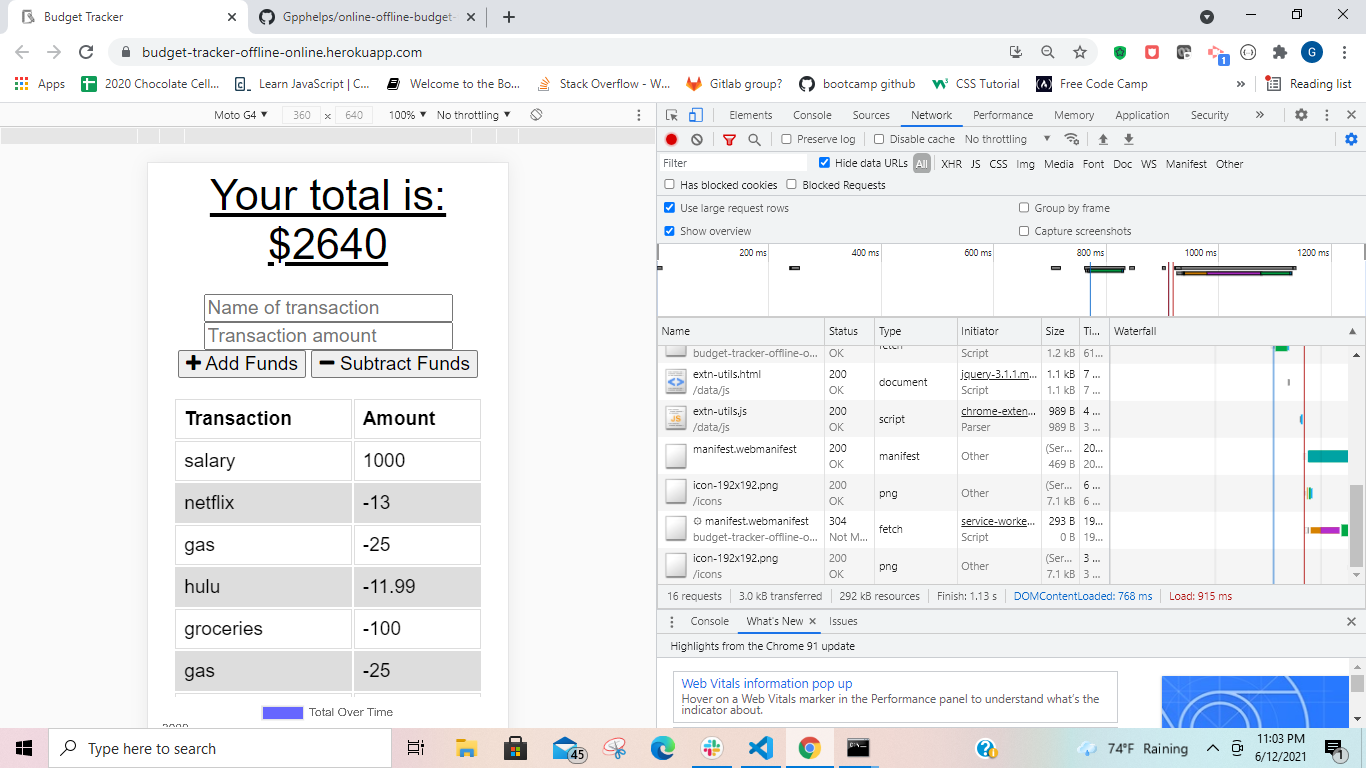 Budget Tracker
Gpphelps/online-offline-budget-
budget-tracker-offline-online.herokuapp.com
1
G
Apps
2020 Chocolate Cell...
Learn JavaScript | C...
Welcome to the Bo...
Stack Overflow - W...
Gitlab group?
bootcamp github
CSS Tutorial
Free Code Camp
»
Reading list
Moto G4 ▼ 360 x 640 100% ▼ No throttling ▼
Elements Console Sources Network Performance Memory Application Security »
Preserve log Disable cache No throttling ▼
Filter Hide data URLs All XHR JS CSS Img Media Font Doc WS Manifest Other
Has blocked cookies Blocked Requests
Use large request rows Group by frame
Show overview Capture screenshots
200 ms 400 ms 600 ms 800 ms 1000 ms 1200 ms
Name Status Type Initiator Size Ti... Waterfall
budget-tracker-offline-o... OK fetch Script 1.2 kB 61...
extn-utils.html 200 document jquery-3.1.1.m... 1.1 kB 7 ...
/data/js OK Script 1.1 kB 7 ...
extn-utils.js 200 script chrome-exten... 989 B 4 ...
/data/js OK Parser 989 B 3 ...
manifest.webmanifest 200 manifest Other (Ser... 20...
OK 469 B 20...
icon-192x192.png 200 png Other (Ser... 6 ...
/icons OK 7.1 kB 6 ...
manifest.webmanifest 304 fetch service-worke... 293 B 19...
budget-tracker-offline-o... Not M... Script 0 B 19...
icon-192x192.png 200 png Other (Ser... 3 ...
/icons OK 7.1 kB 3 ...
16 requests 3.0 kB transferred 292 kB resources Finish: 1.13 s DOMContentLoaded: 768 ms Load: 915 ms
Console What's New Issues
Highlights from the Chrome 91 update
Web Vitals information pop up
Hover on a Web Vitals marker in the Performance panel to understand what's the
indicator about.
Your total is:
$2640
Name of transaction
Transaction amount
+ Add Funds − Subtract Funds
Transaction Amount
salary 1000
netflix -13
gas -25
hulu -11.99
groceries -100
gas -25
Total Over Time
Type here to search
45
74°F Raining
11:03 PM
6/12/2021
1